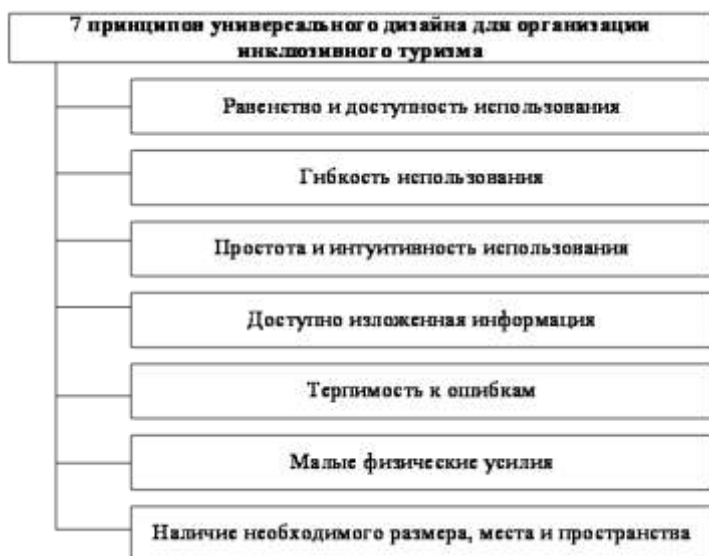 7 принципов универсального дизайна для организации
инклюзивного туризма
Равенство и доступность использования
Гибкость использования
Простота и интуитивность использования
Доступно изложенная информация
Терпимость к ошибкам
Малые физические усилия
Наличие необходимого размера, места и пространства